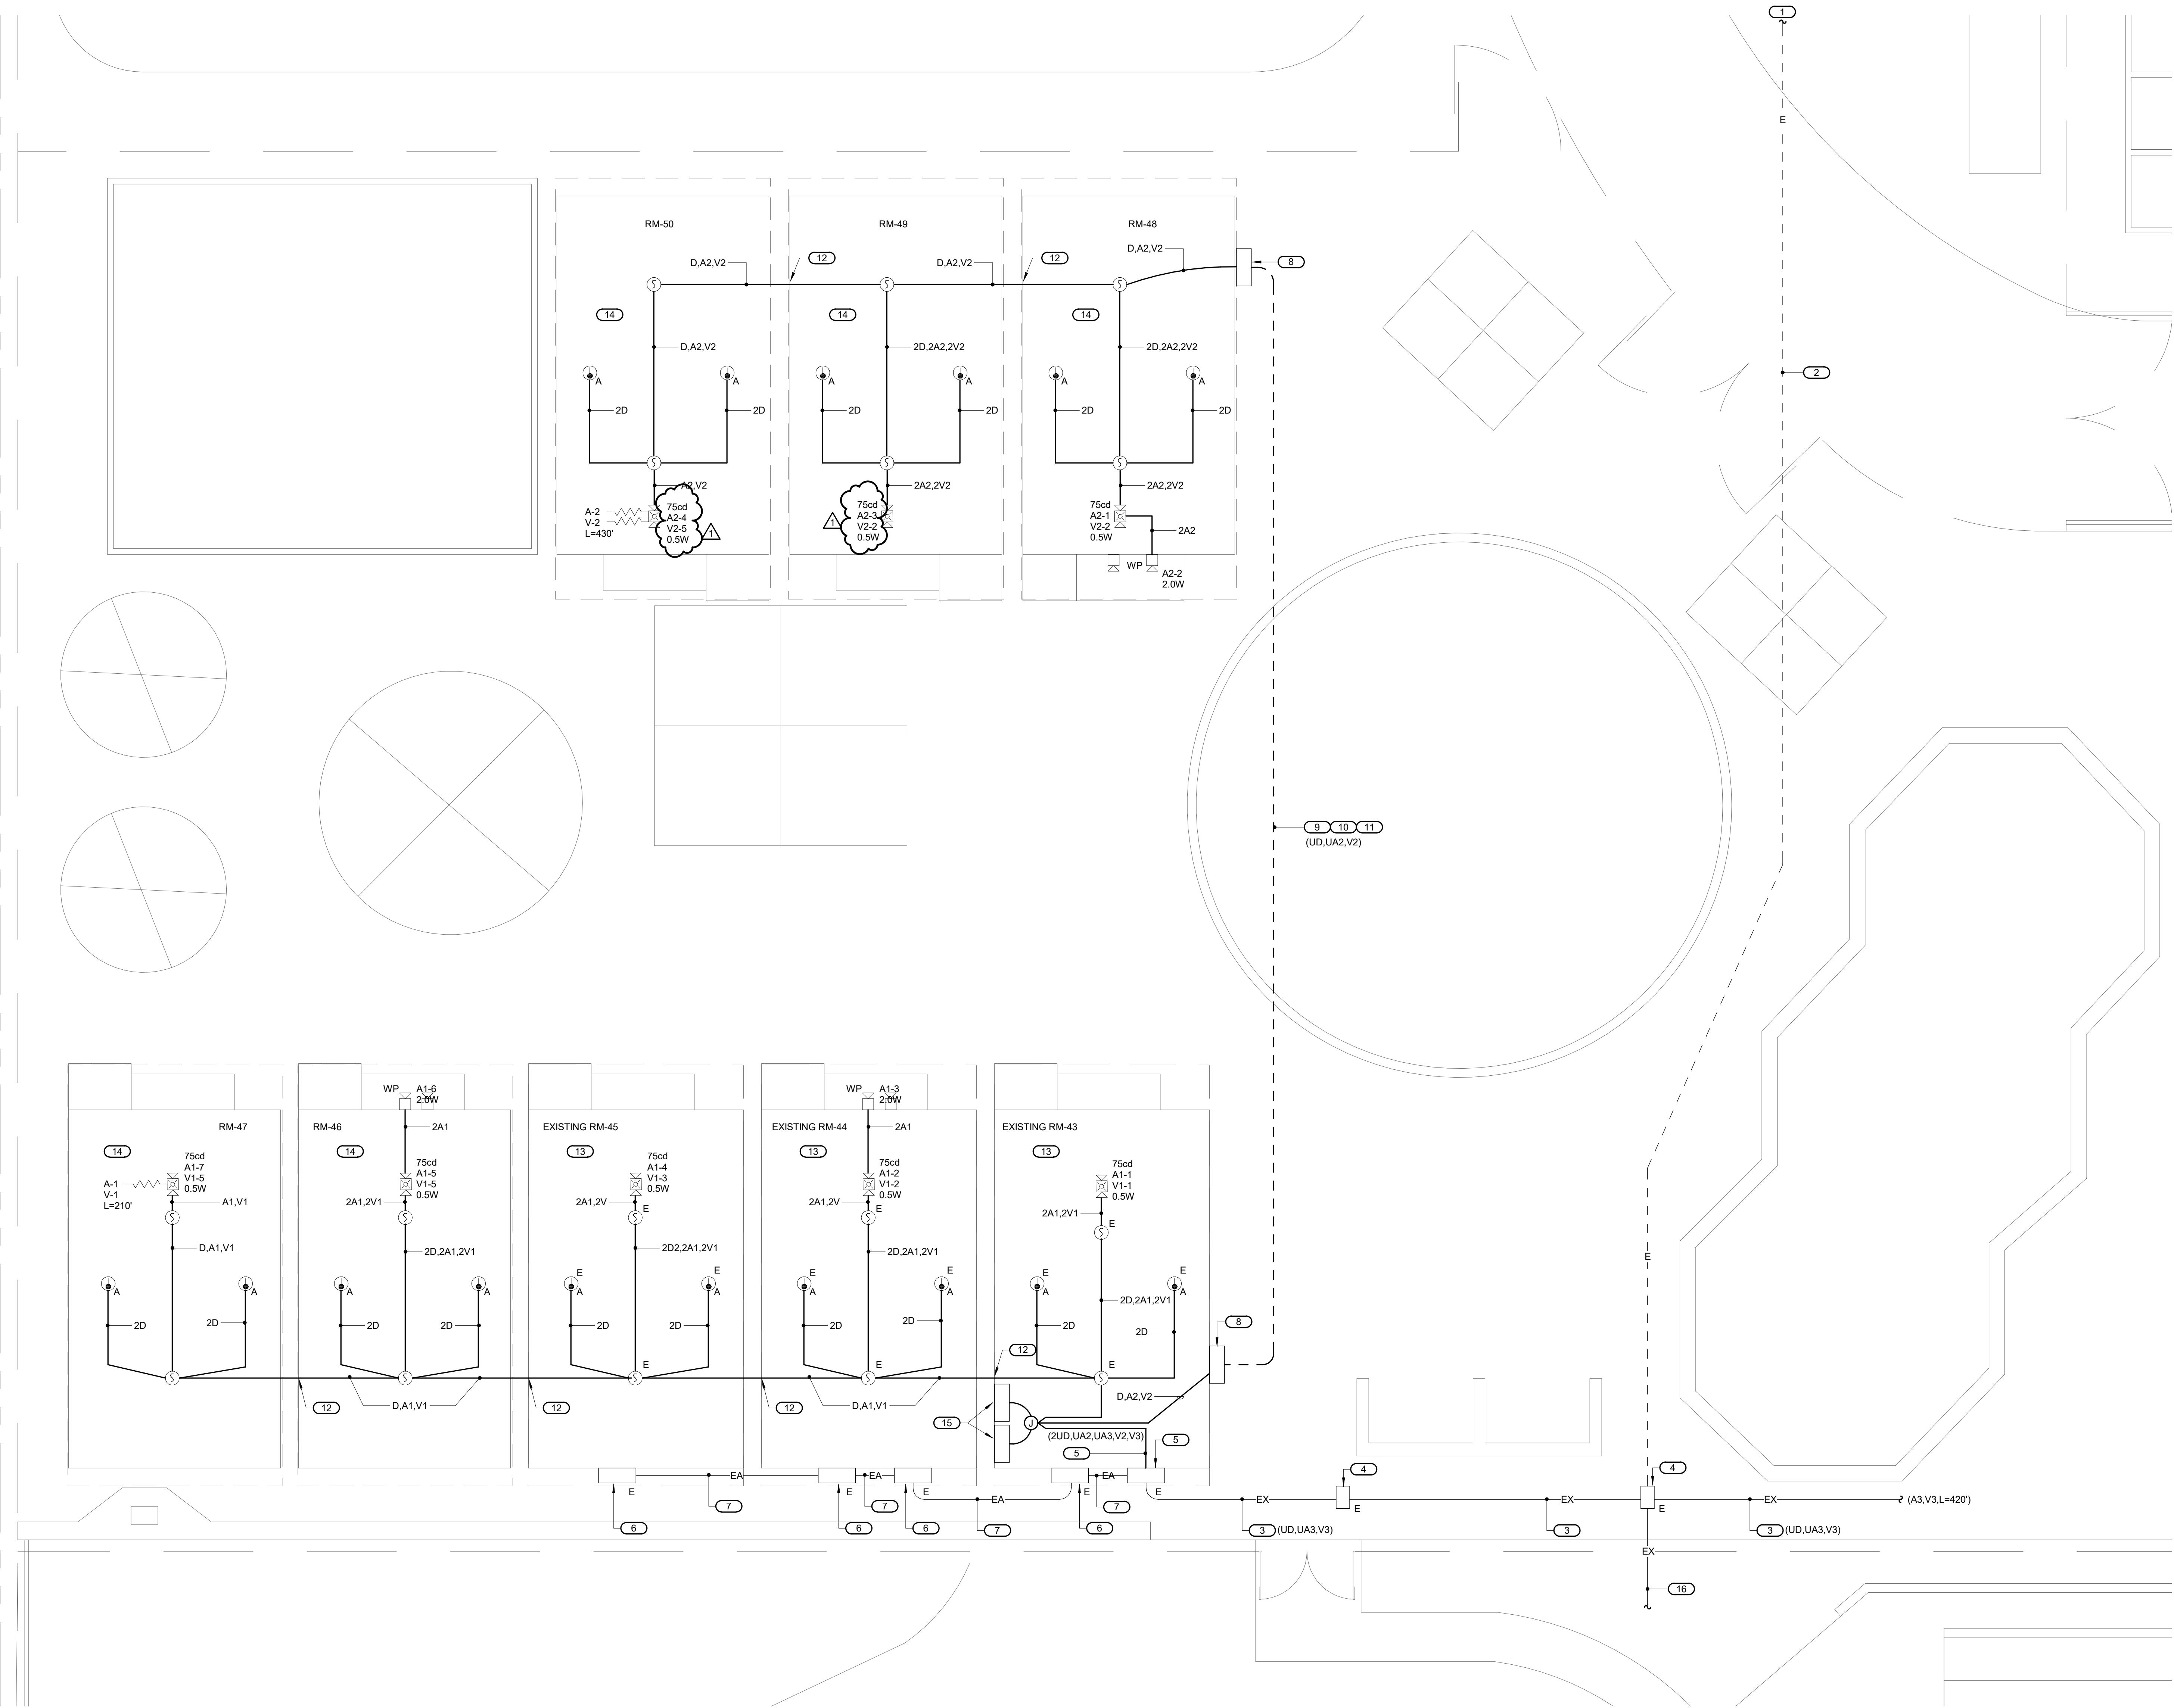 1
E
2
RM-50
RM-49
RM-48
D,A2,V2
12
D,A2,V2
12
D,A2,V2
8
14
14
14
D,A2,V2
2D,2A2,2V2
2D,2A2,2V2
A
A
A
A
A
A
2D
2D
2D
2D
2D
2D
S
S
S
S
S
S
A2,V2
2A2,2V2
2A2,2V2
A-2
V-2
L=430'
75cd
A2-4
V2-5
0.5W
1
1
75cd
A2-3
V2-2
0.5W
75cd
A2-1
V2-2
0.5W
2A2
WP
A2-2
2.0W
9
10
11
(UD,UA2,V2)
WP
A1-6
2.0W
WP
A1-3
2.0W
RM-47
RM-46
EXISTING RM-45
EXISTING RM-44
EXISTING RM-43
2A1
2A1
14
14
13
13
13
A-1
V-1
L=210'
75cd
A1-7
V1-5
0.5W
75cd
A1-5
V1-5
0.5W
75cd
A1-4
V1-3
0.5W
75cd
A1-2
V1-2
0.5W
75cd
A1-1
V1-1
0.5W
A1,V1
2A1,2V1
2A1,2V
2A1,2V
2A1,2V1
S
S
S
E
S
E
S
E
D,A1,V1
2D,2A1,2V1
2D2,2A1,2V1
2D,2A1,2V1
2D,2A1,2V1
A
A
A
A
E
A
E
A
E
A
E
A
E
A
E
A
2D
2D
2D
2D
2D
2D
2D
2D
2D
2D
S
S
S
E
S
E
S
E
12
12
12
12
D,A1,V1
D,A1,V1
8
D,A2,V2
15
J
(2UD,UA2,UA3,V2,V3)
5
5
E
EA
EA
EA
EA
E
E
E
E
E
7
7
7
7
6
6
6
6
E
4
4
EX
EX
EX
E
E
(A3,V3,L=420')
3
(UD,UA3,V3)
3
3
(UD,UA3,V3)
EX
16